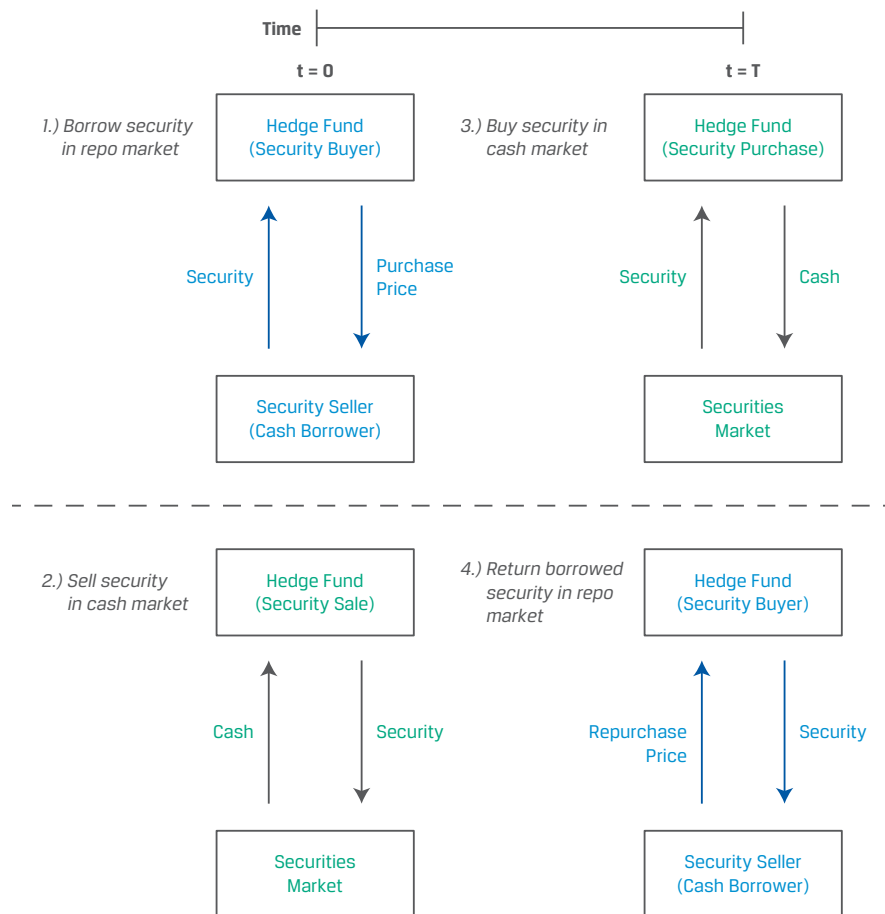 Time
t = 0
t = T
1.) Borrow security
in repo market
Hedge Fund
(Security Buyer)
Security
Purchase
Price
Security Seller
(Cash Borrower)
3.) Buy security in
cash market
Hedge Fund
(Security Purchase)
Security
Cash
Securities
Market
2.) Sell security
in cash market
Hedge Fund
(Security Sale)
Cash
Security
Securities
Market
4.) Return borrowed
security in repo
market
Hedge Fund
(Security Buyer)
Repurchase
Price
Security
Security Seller
(Cash Borrower)